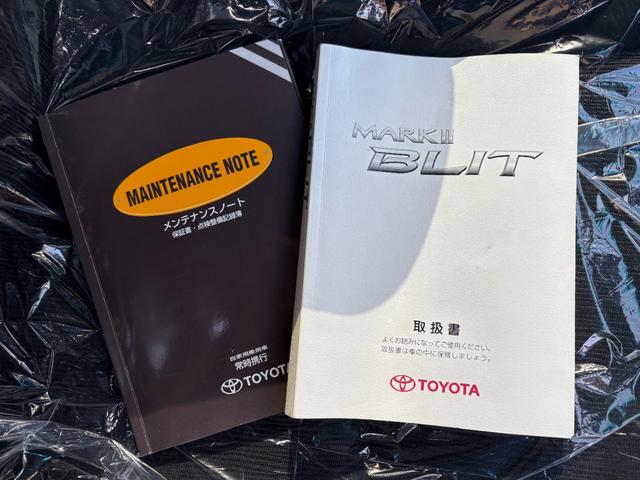 MAINTENANCE NOTE
メンテナンスノート
保証書・点検整備記録簿
自家用乗用車
常時携行
TOYOTA
MARK II
BLIT
取扱書
よくお読みになってご使用ください。
取扱書は車の中に保管しましょう。
TOYOTA